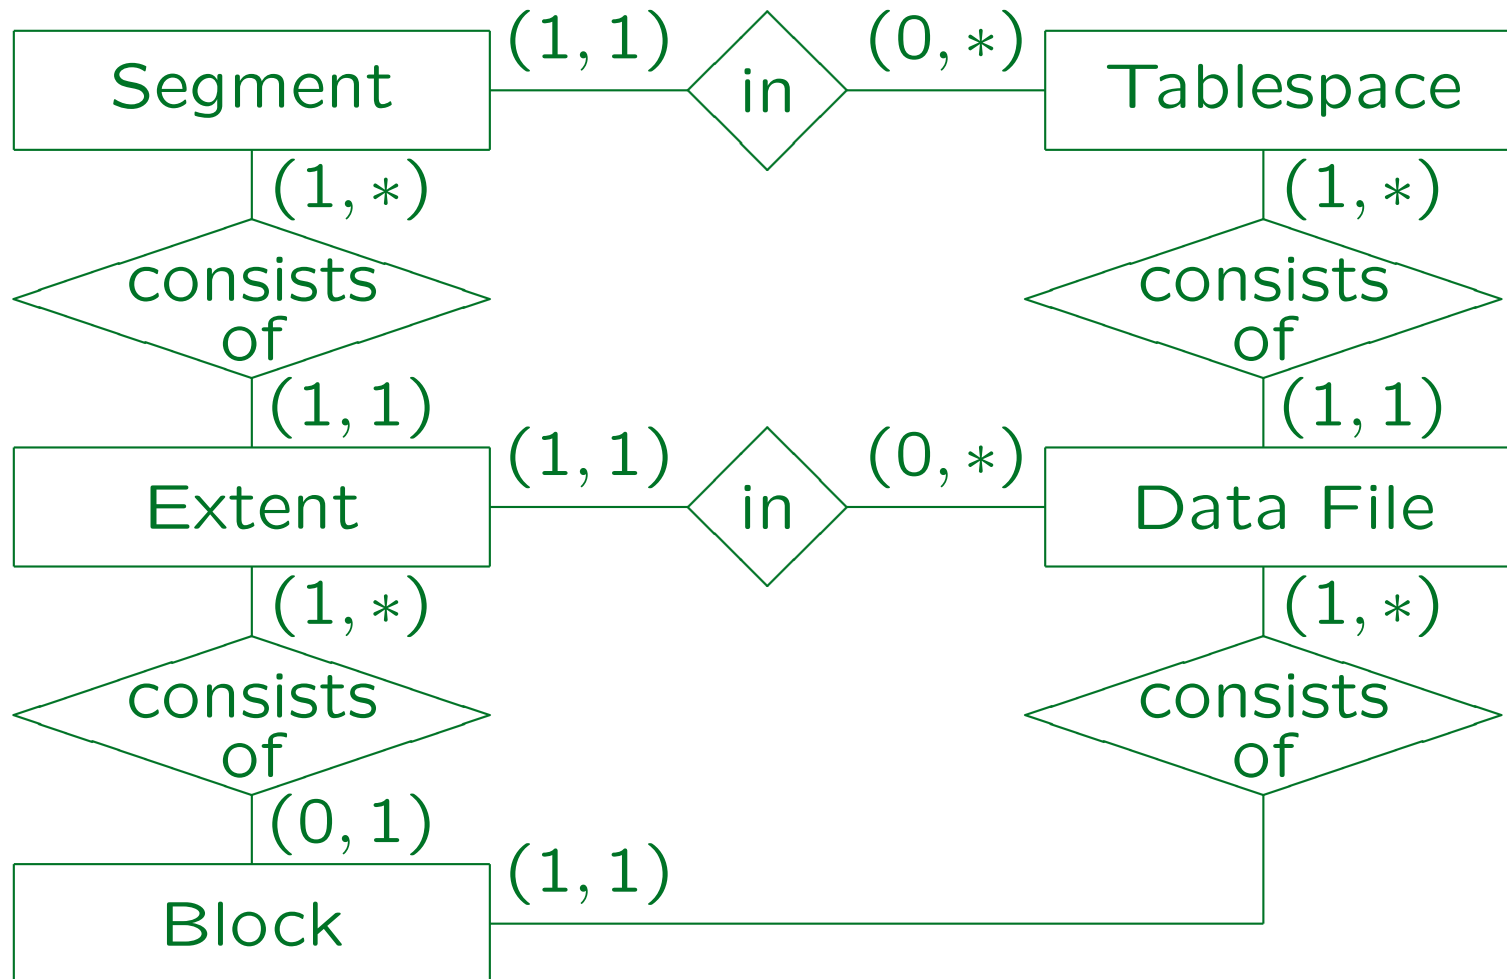 (1,1) (0,*)
Segment in Tablespace
(1,*) (1,*)
consists consists
of of
(1,1) (1,1)
(1,1) (0,*)
Extent in Data File
(1,*) (1,*)
consists consists
of of
(0,1)
(1,1)
Block